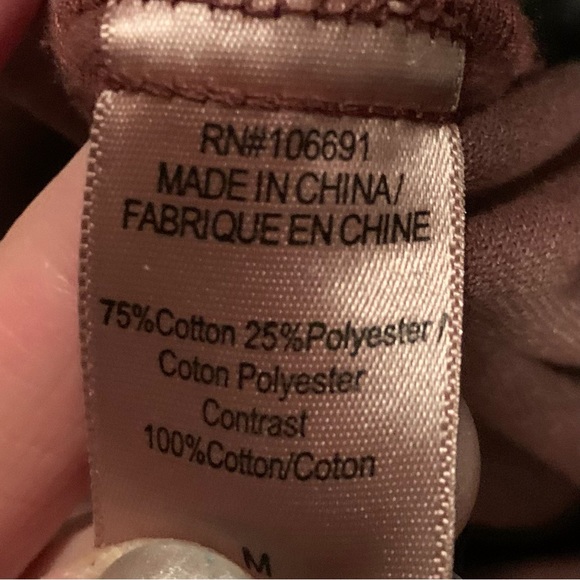 RN#106691
MADE IN CHINA/
FABRIQUE EN CHINE
75%Cotton 25%Polyester /
Coton Polyester
Contrast
100%Cotton/Coton
M